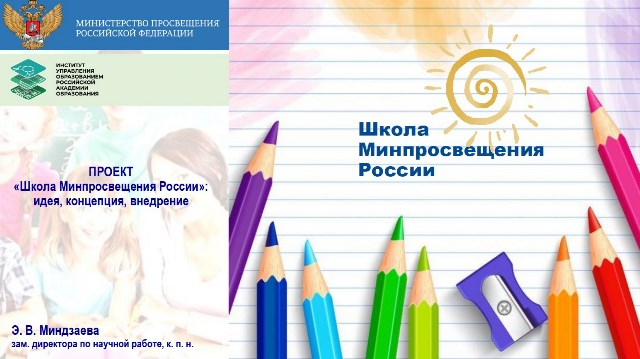 МИНИСТЕРСТВО ПРОСВЕЩЕНИЯ
РОССИЙСКОЙ ФЕДЕРАЦИИ
ИНСТИТУТ
УПРАВЛЕНИЯ
ОБРАЗОВАНИЕМ
РОССИЙСКОЙ
АКАДЕМИИ
ОБРАЗОВАНИЯ
ПРОЕКТ
«Школа Минпросвещения России»:
идея, концепция, внедрение
Э. В. Миндзаева
зам. директора по научной работе, к. п. н.
Школа
Минпросвещения
России